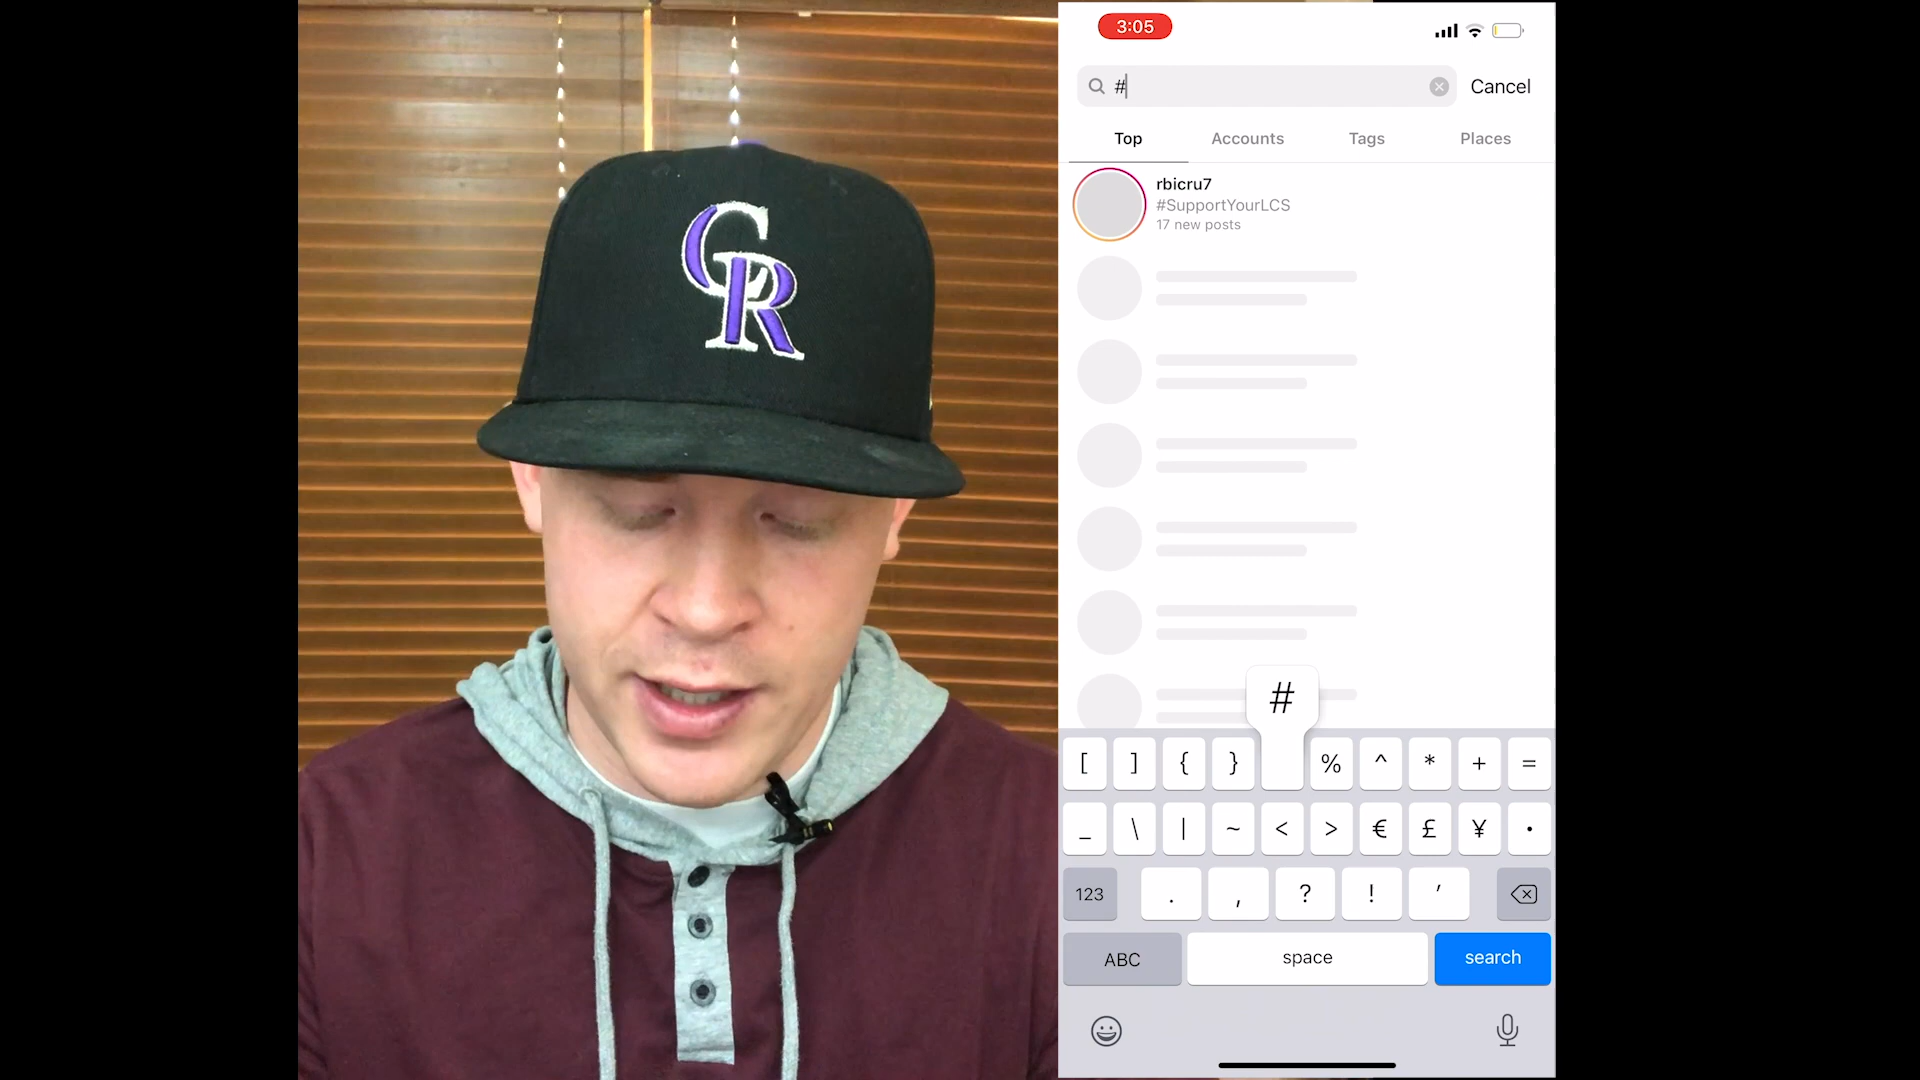 CR
3:05
#
Cancel
Top Accounts Tags Places
rbicru7
#SupportYourLCS
17 new posts
#
[ ] { } % ^ * + =
_ \ | ~ < > € £ ¥ •
123 . , ? ! ′
ABC space search